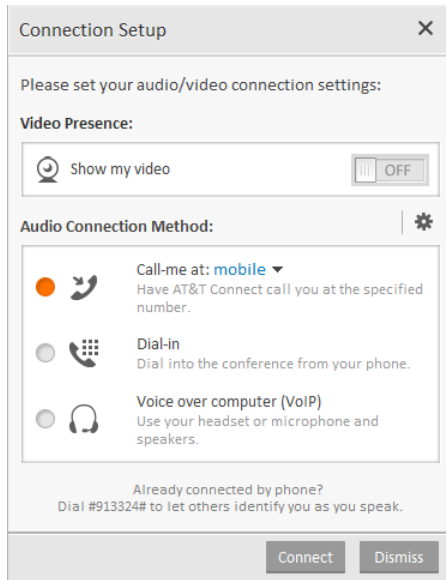 Connection Setup
Please set your audio/video connection settings:
Video Presence:
Show my video
OFF
Audio Connection Method:
Call-me at: mobile
Have AT&T Connect call you at the specified
number.
Dial-in
Dial into the conference from your phone.
Voice over computer (VoIP)
Use your headset or microphone and
speakers.
Already connected by phone?
Dial #913324# to let others identify you as you speak.
Connect Dismiss